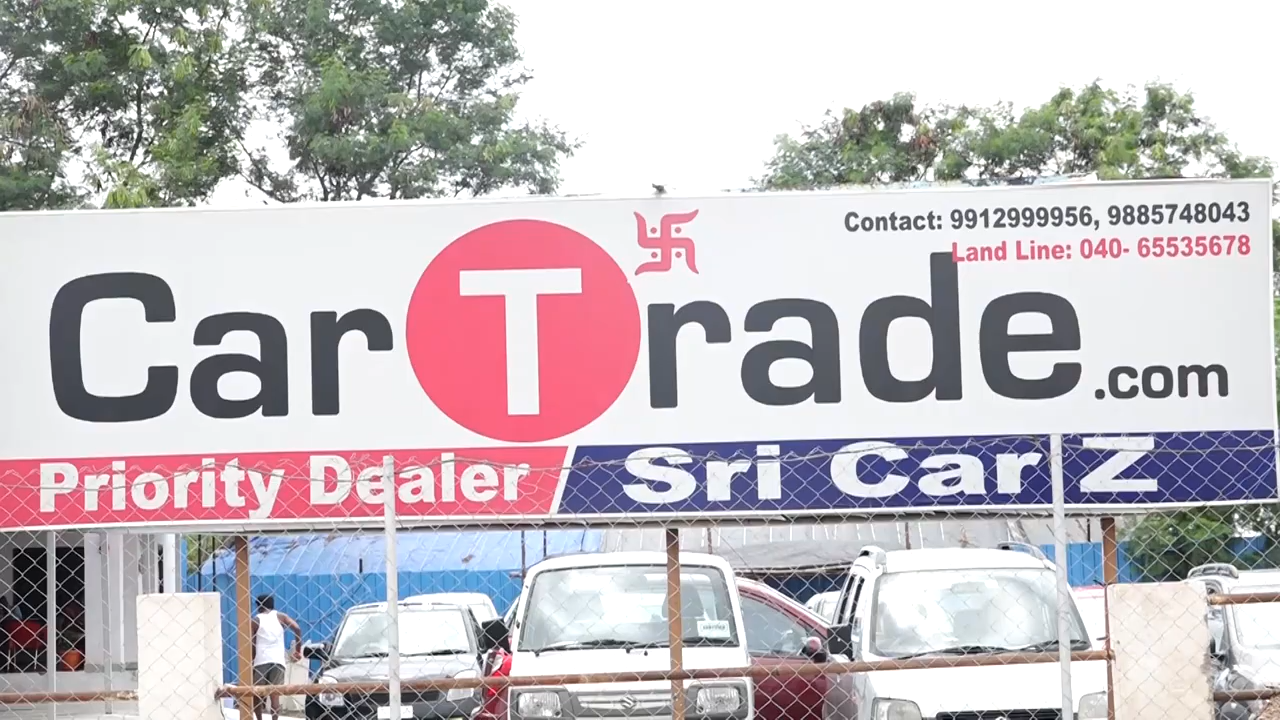 Contact: 9912999956, 9885748043
Land Line: 040- 65535678
CarTrade.com
Priority Dealer Sri Car Z